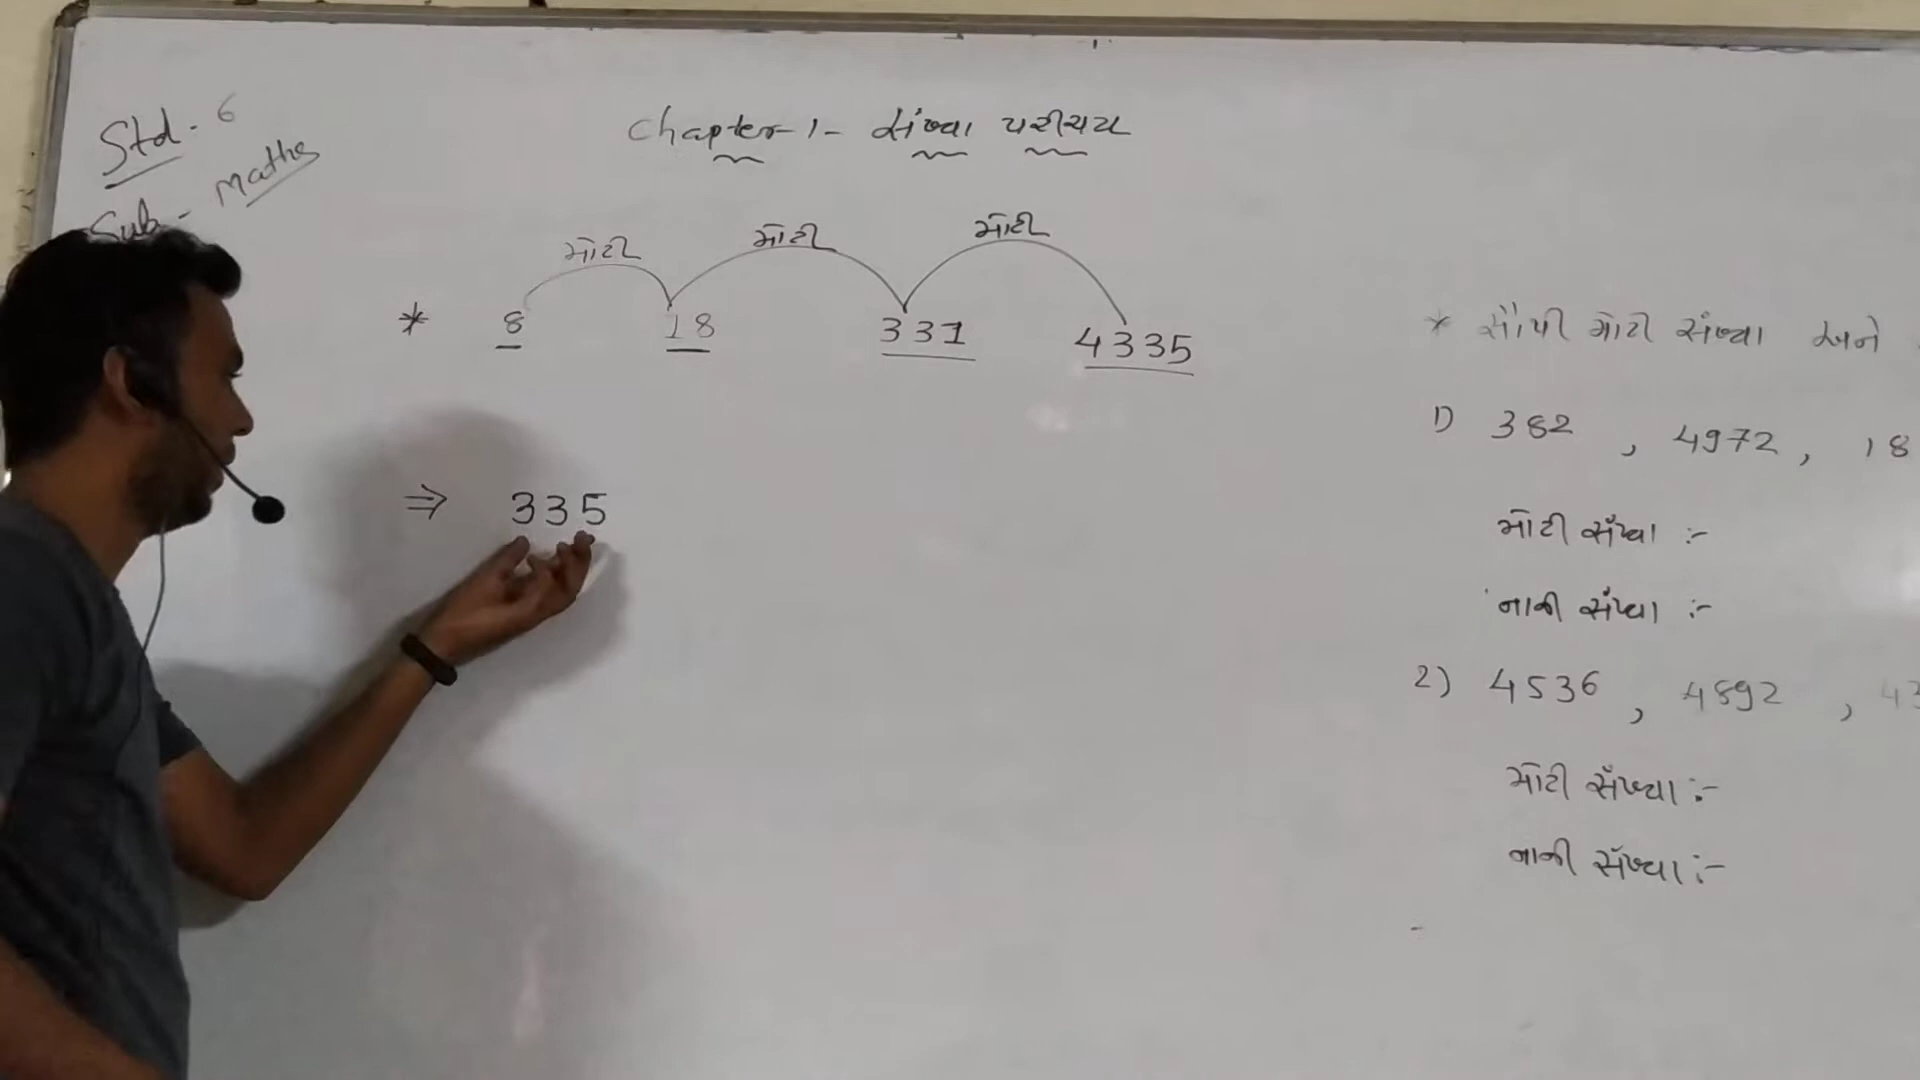 Std. 6
Sub - Maths
Chapter-1- સંખ્યા પરીચય
મોટી મોટી મોટી
* 8 18 331 4335
⇒ 335
* સૌથી મોટી સંખ્યા અને
1) 382 , 4972 , 18
મોટી સંખ્યા :-
નાની સંખ્યા :-
2) 4536 , 4892 , 43
મોટી સંખ્યા :-
નાની સંખ્યા :-